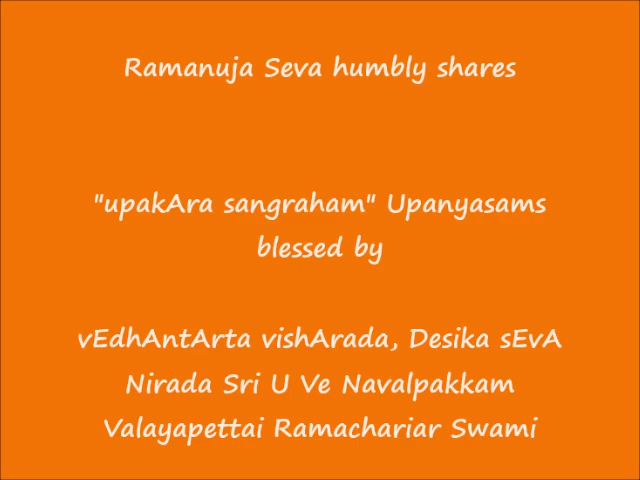 Ramanuja Seva humbly shares
"upakAra sangraham" Upanyasams
blessed by
vEdhAntArta vishArada, Desika sEvA
Nirada Sri U Ve Navalpakkam
Valayapettai Ramachariar Swami